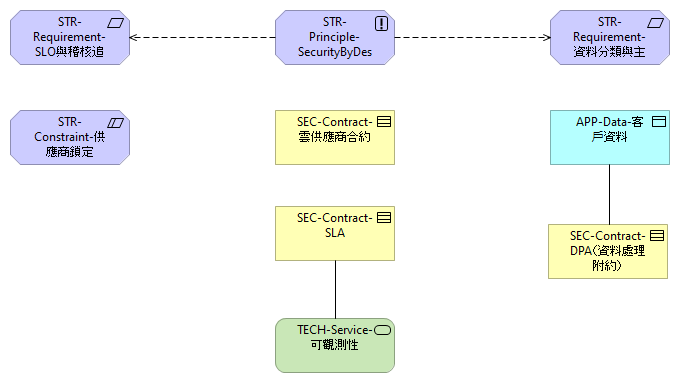 STR-
Requirement-
SLO與稽核追
STR-
Principle-
SecurityByDes
STR-
Requirement-
資料分類與主
STR-
Constraint-供
應商鎖定
SEC-Contract-
雲供應商合約
APP-Data-客
戶資料
SEC-Contract-
SLA
SEC-Contract-
DPA(資料處理
附約)
TECH-Service-
可觀測性